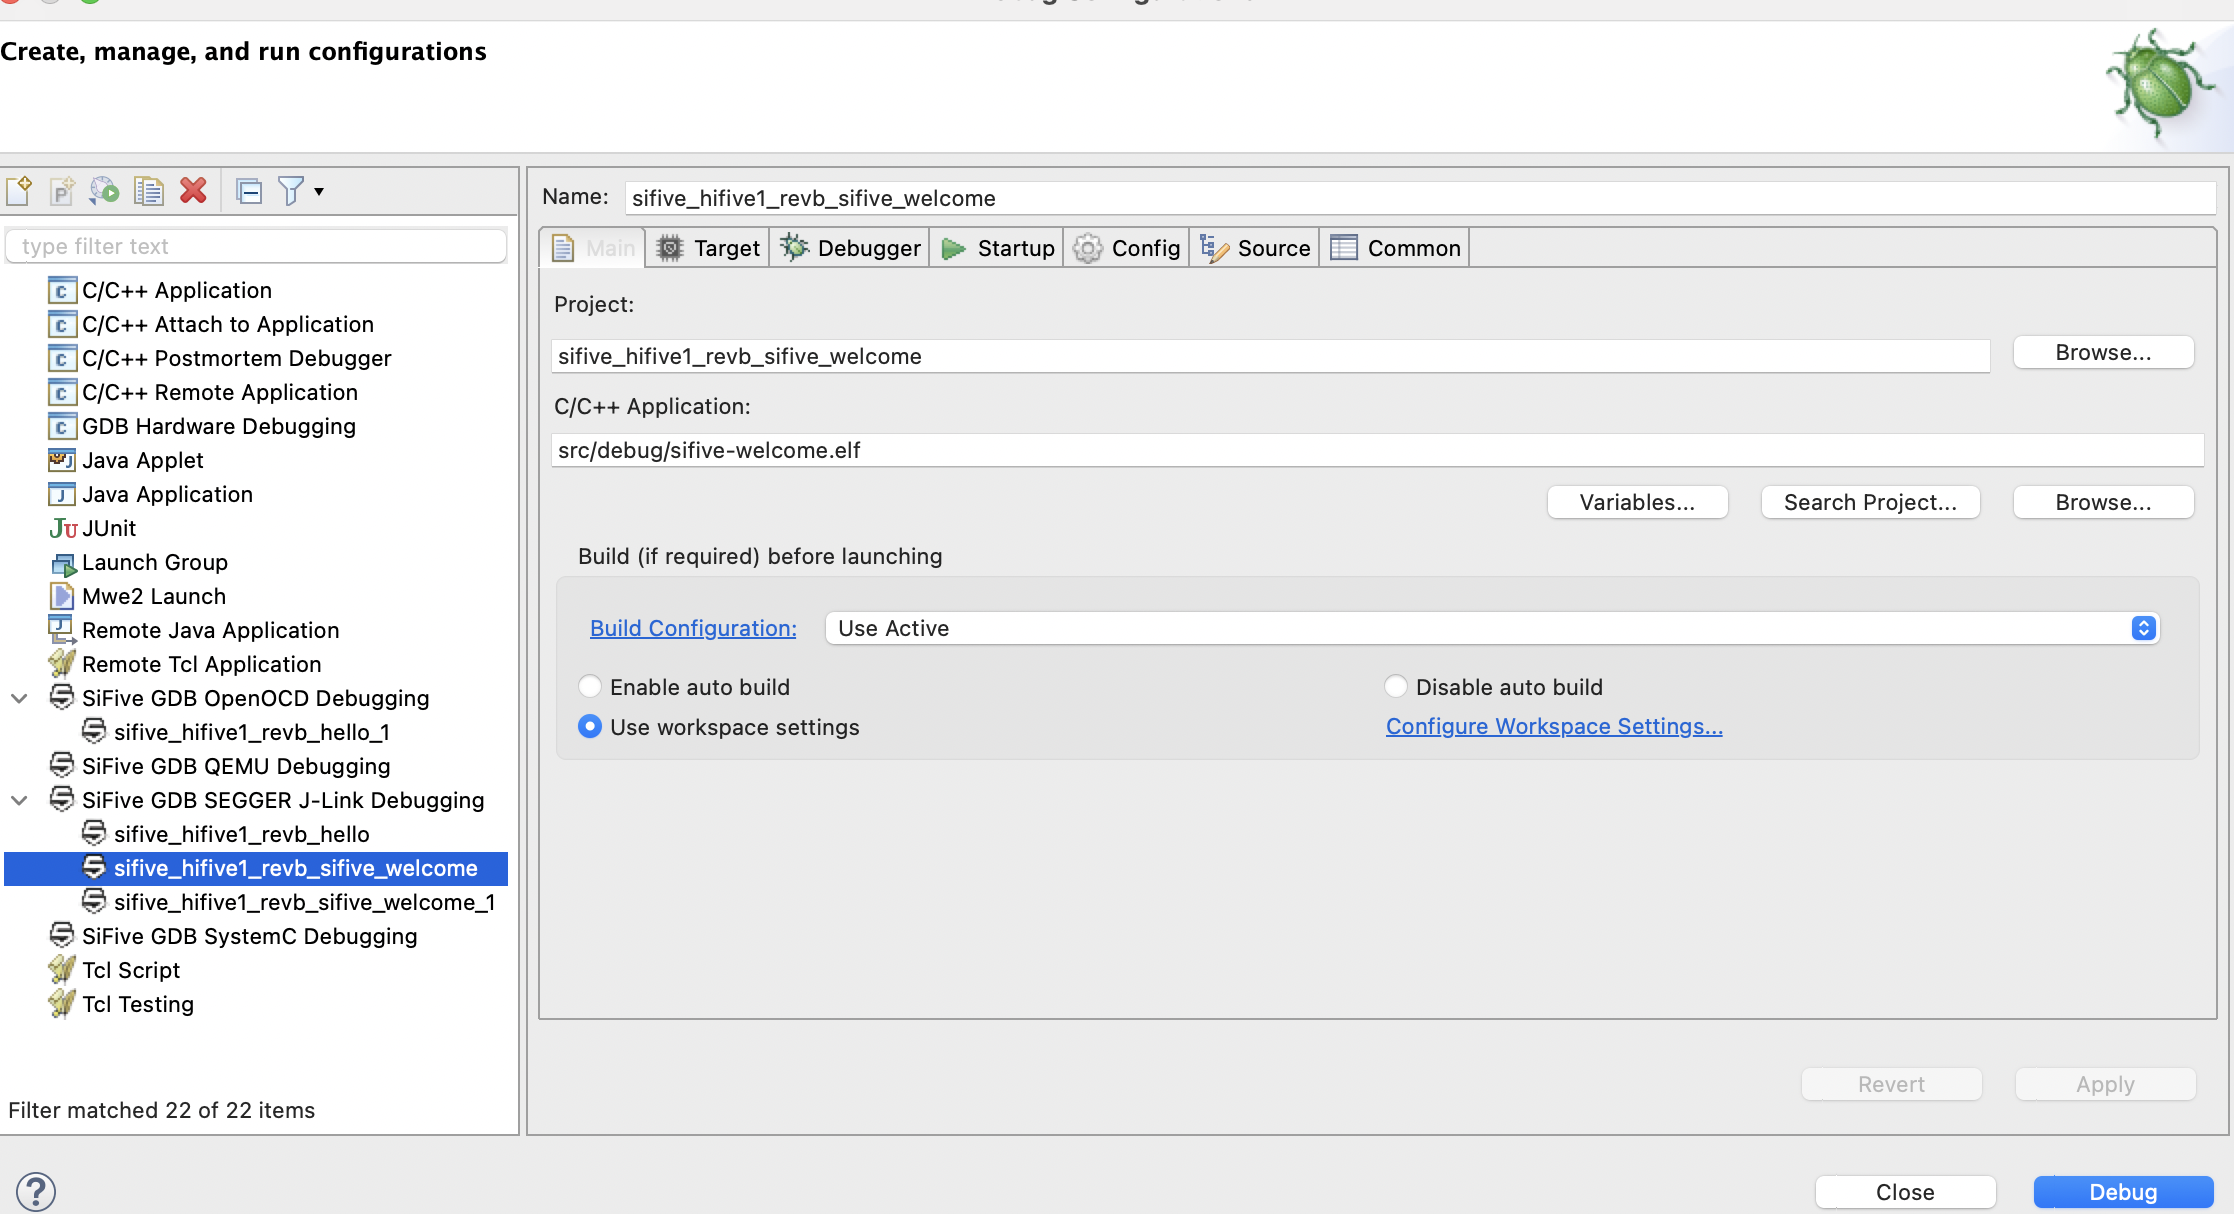 Create, manage, and run configurations
type filter text
C/C++ Application
C/C++ Attach to Application
C/C++ Postmortem Debugger
C/C++ Remote Application
GDB Hardware Debugging
Java Applet
Java Application
JUnit
Launch Group
Mwe2 Launch
Remote Java Application
Remote Tcl Application
SiFive GDB OpenOCD Debugging
sifive_hifive1_revb_hello_1
SiFive GDB QEMU Debugging
SiFive GDB SEGGER J-Link Debugging
sifive_hifive1_revb_hello
sifive_hifive1_revb_sifive_welcome
sifive_hifive1_revb_sifive_welcome_1
SiFive GDB SystemC Debugging
Tcl Script
Tcl Testing
Filter matched 22 of 22 items
Name: sifive_hifive1_revb_sifive_welcome
Main Target Debugger Startup Config Source Common
Project:
sifive_hifive1_revb_sifive_welcome Browse...
C/C++ Application:
src/debug/sifive-welcome.elf
Variables... Search Project... Browse...
Build (if required) before launching
Build Configuration: Use Active
Enable auto build Disable auto build
Use workspace settings Configure Workspace Settings...
Revert Apply
Close Debug